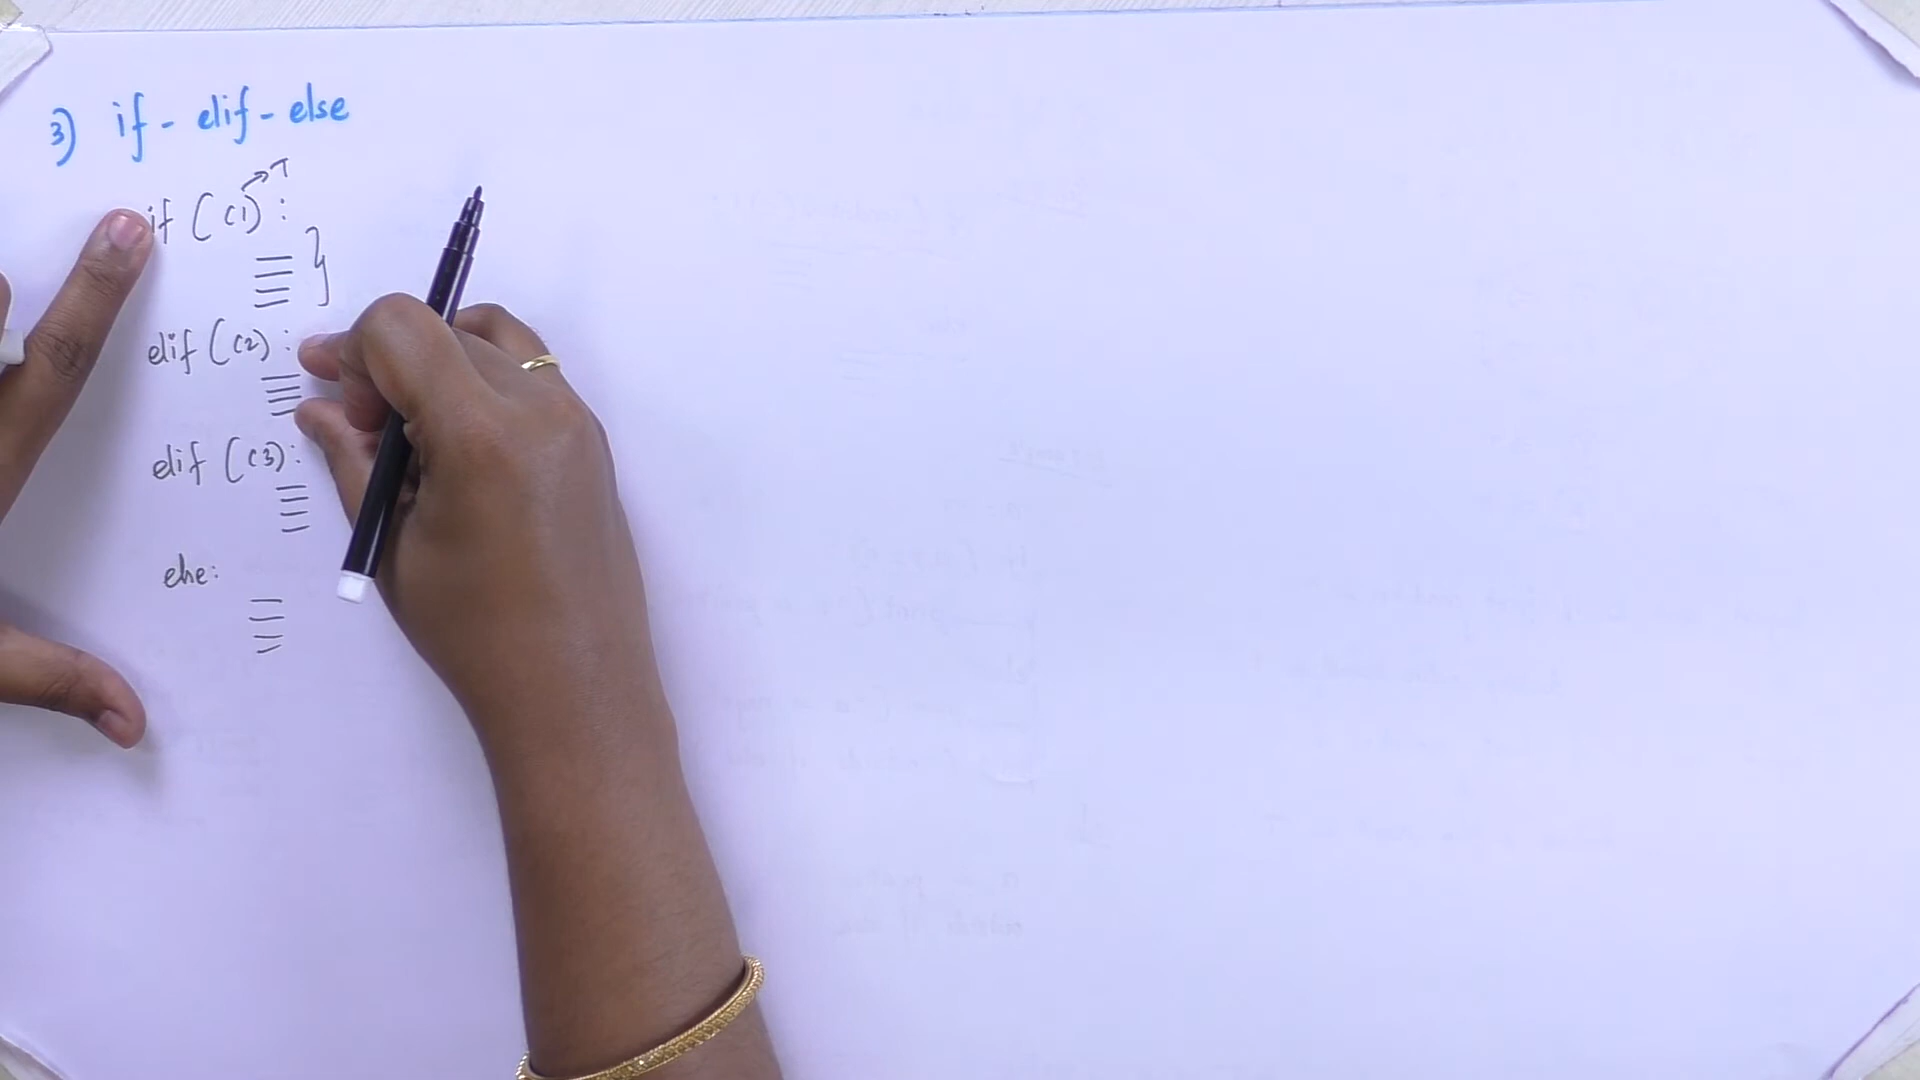 3) if - elif - else
if (c1) → T :
elif (c2) :
elif (c3) :
else: